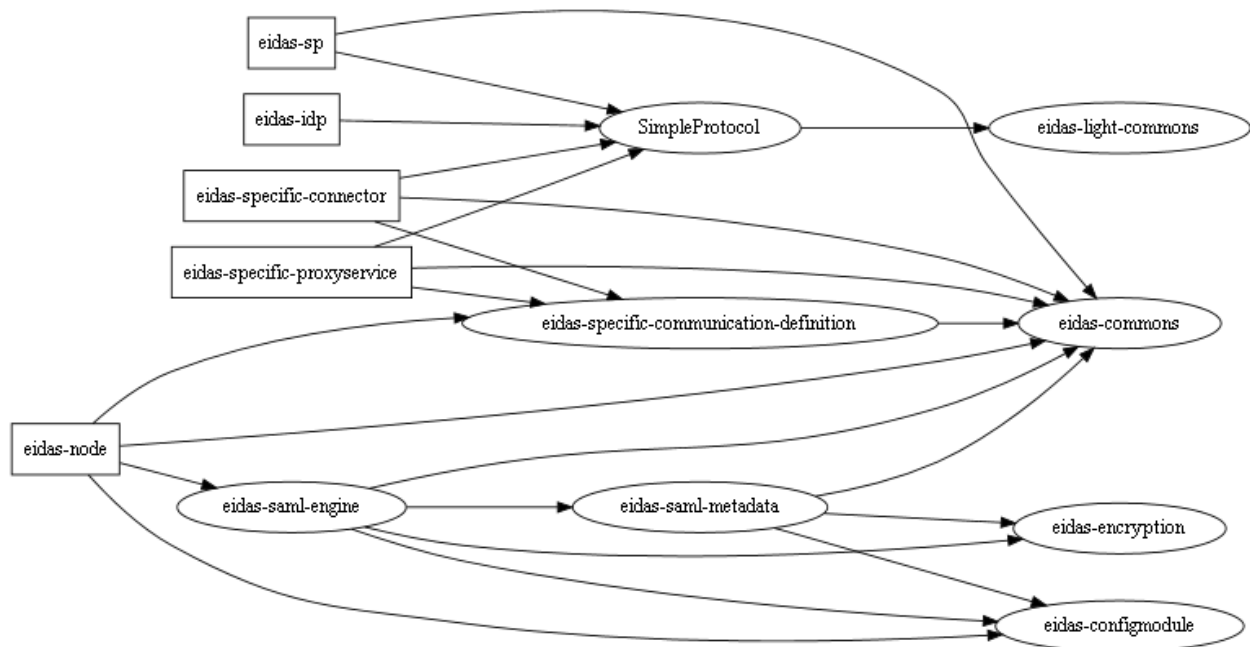 eidas-sp
eidas-idp
SimpleProtocol
eidas-light-commons
eidas-specific-connector
eidas-specific-proxyservice
eidas-specific-communication-definition
eidas-commons
eidas-node
eidas-saml-engine
eidas-saml-metadata
eidas-encryption
eidas-configmodule